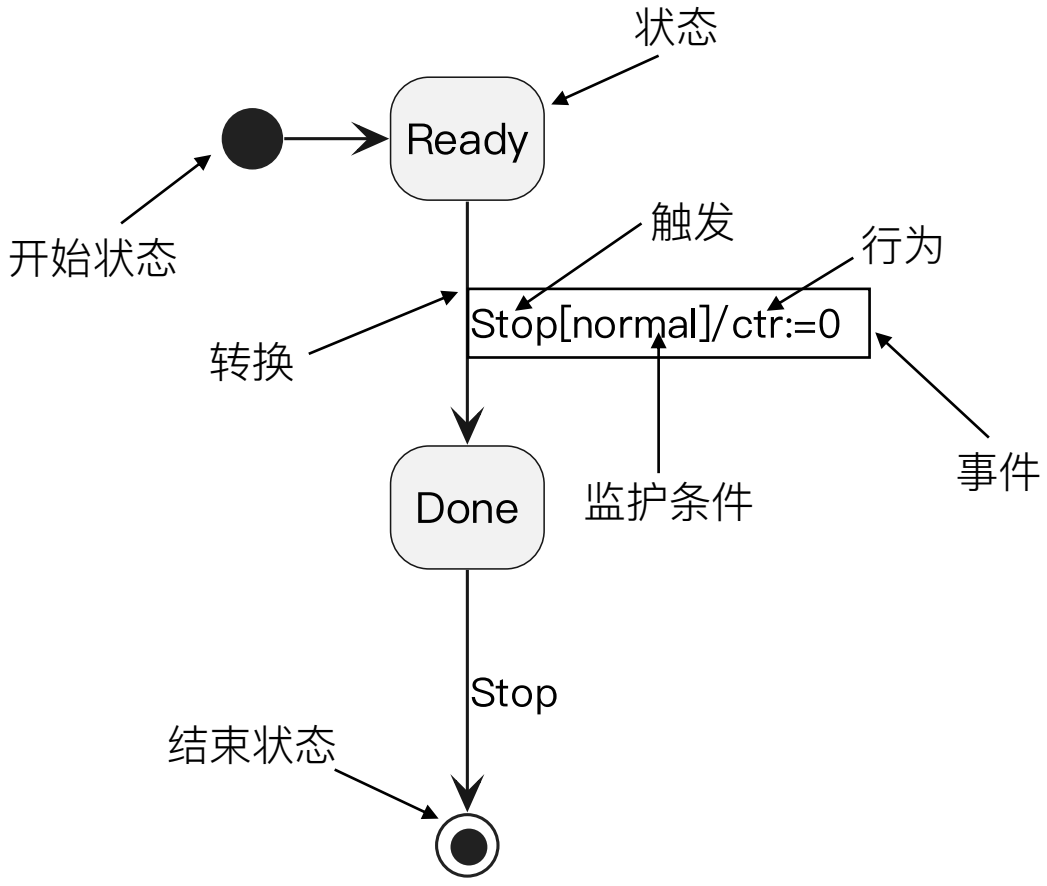 状态
Ready
开始状态
触发
行为
Stop[normal]/ctr:=0
转换
事件
监护条件
Done
Stop
结束状态